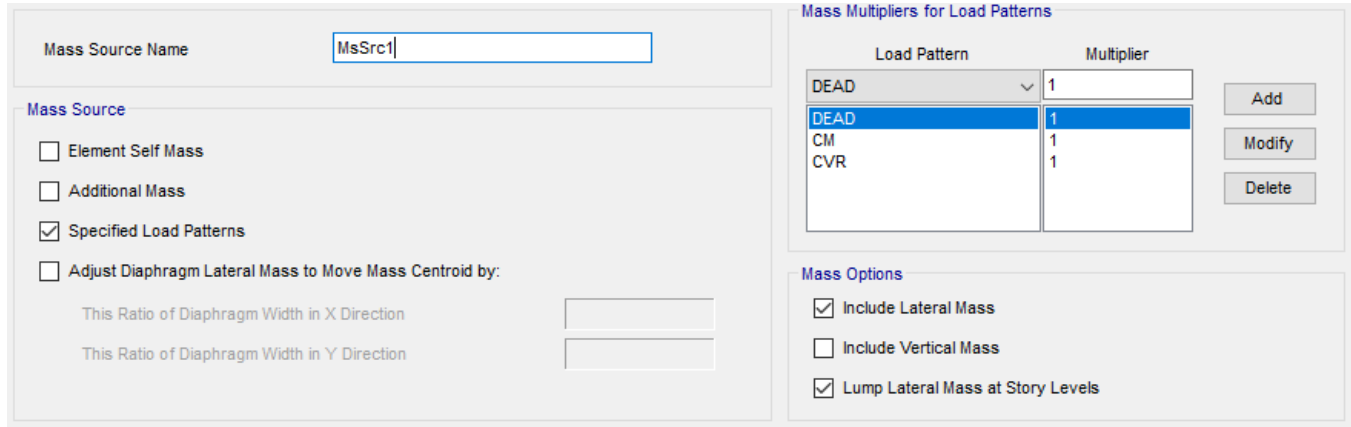 Mass Source Name
MsSrc1
Mass Source
Element Self Mass
Additional Mass
Specified Load Patterns
Adjust Diaphragm Lateral Mass to Move Mass Centroid by:
This Ratio of Diaphragm Width in X Direction
This Ratio of Diaphragm Width in Y Direction
Mass Multipliers for Load Patterns
Load Pattern Multiplier
DEAD 1
DEAD 1
CM 1
CVR 1
Add
Modify
Delete
Mass Options
Include Lateral Mass
Include Vertical Mass
Lump Lateral Mass at Story Levels